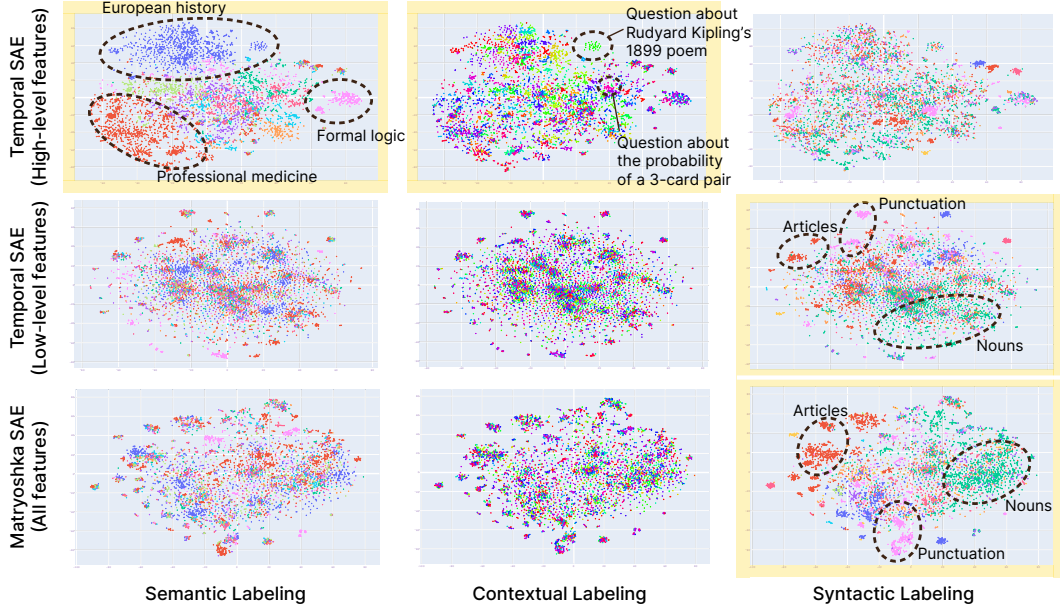 Temporal SAE
(High-level features)
European history
Formal logic
Professional medicine
Question about
Rudyard Kipling's
1899 poem
Question about
the probability
of a 3-card pair
Temporal SAE
(Low-level features)
Articles
Punctuation
Nouns
Matryoshka SAE
(All features)
Articles
Nouns
Punctuation
Semantic Labeling
Contextual Labeling
Syntactic Labeling